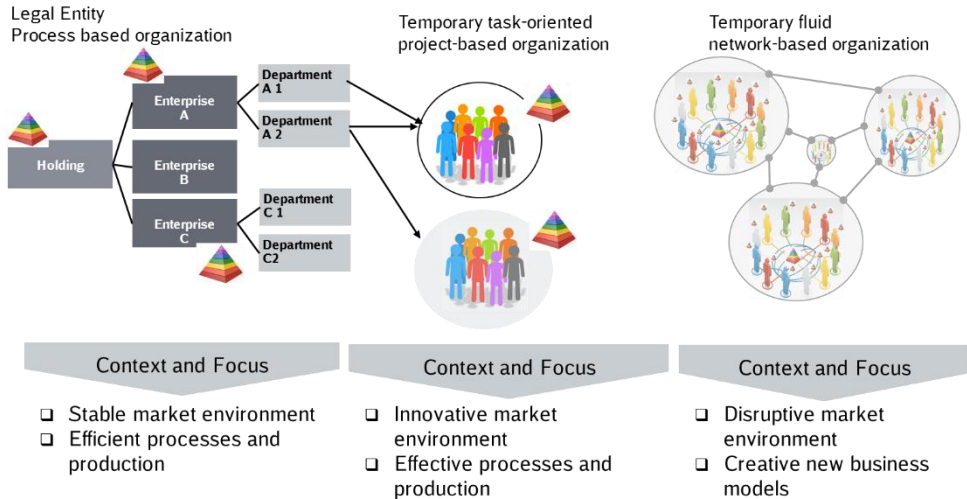 Legal Entity
Process based organization
Holding
Enterprise
A
Enterprise
B
Enterprise
C
Department
A 1
Department
A 2
Department
C 1
Department
C2
Temporary task-oriented
project-based organization
Temporary fluid
network-based organization
Context and Focus
❑ Stable market environment
❑ Efficient processes and
production
Context and Focus
❑ Innovative market
environment
❑ Effective processes and
production
Context and Focus
❑ Disruptive market
environment
❑ Creative new business
models